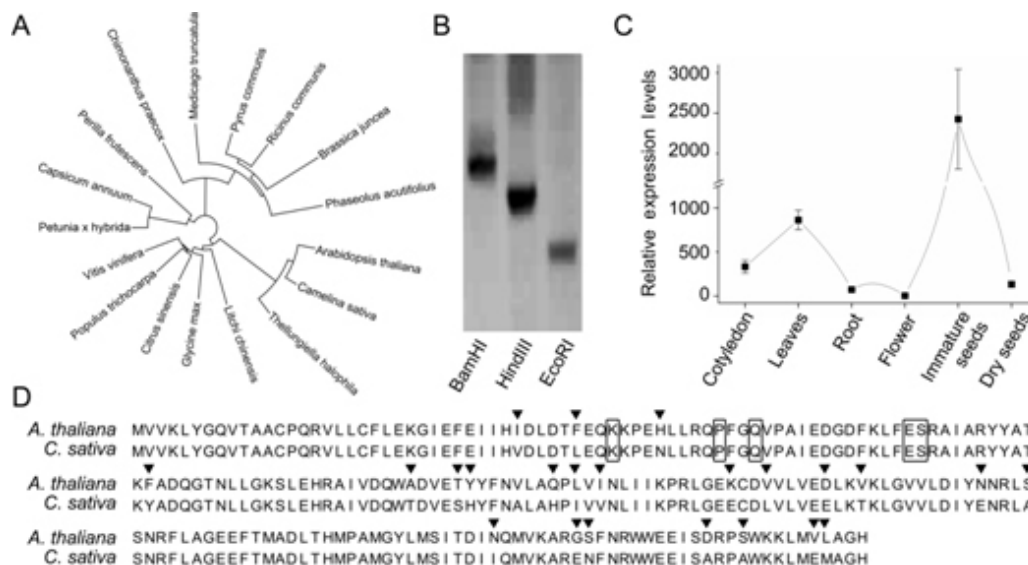 A
Chimonanthus praecox
Medicago truncatula
Pyrus communis
Ricinus communis
Brassica juncea
Phaseolus acutifolius
Perilla frutescens
Capsicum annuum
Petunia x hybrida
Vitis vinifera
Populus trichocarpa
Citrus sinensis
Glycine max
Litchi chinensis
Thellungiella halophila
Camelina sativa
Arabidopsis thaliana
B
BamHI
HindIII
EcoRI
C
Relative expression levels
3000
2500
2000
1000
500
0
Cotyledon
Leaves
Root
Flower
Immature
seeds
Dry seeds
D
A. thaliana MVVKLYGQVTAACPQRVLLCFLEKGIEFEIIHIDLDTFEQKKPEHLLRQPFGQVPAIEDGDFKLFESRAIARYYAT
C. sativa MVVKLYGQVTAACPQRVLLCFLEKGIEFEIIHVDLDTLEQKKPENLLRQPFGQVPAIEDGDFKLFESRAIARYYAT
A. thaliana KFADQGTNLLGKSLEHRAIVDQWADVETYYFNVLAQPLVINLIIKPRLGEKCDVVLVEDLKVKLGVVLDIYNNRLS
C. sativa KYADQGTNLLGKSLEHRAIVDQWTDVESHYFNALAHPIVVNLIIKPRLGEECDLVLVEELKTKLGVVLDIYENRLA
A. thaliana SNRFLAGEEFTMADLTHMPAMGYLMSITDINQMVKARGSFNRWWEEISDRPSWKKLMVLAGH
C. sativa SNRFLAGEEFTMADLTHMPAMGYLMSITDIIQMVKARENFNRWWEEISARPAWKKLMEMAGH